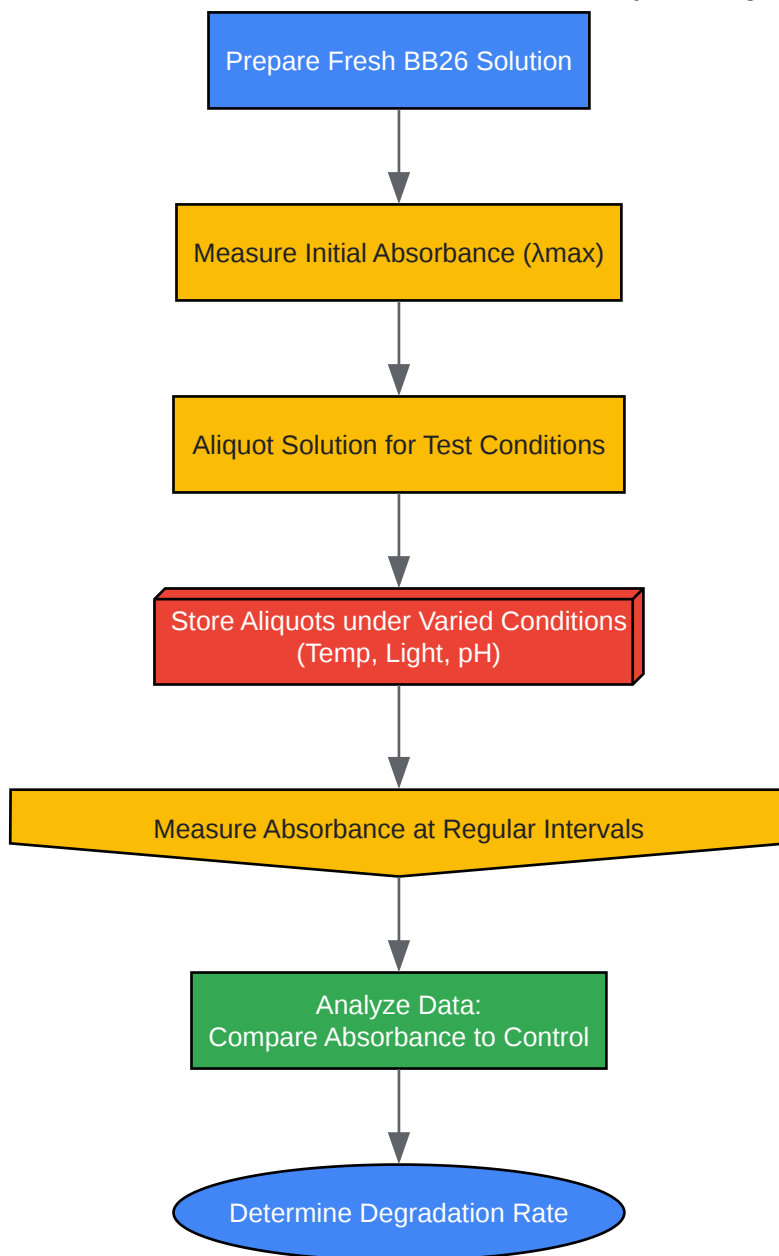 Prepare Fresh BB26 Solution
Measure Initial Absorbance (λmax)
Aliquot Solution for Test Conditions
Store Aliquots under Varied Conditions
(Temp, Light, pH)
Measure Absorbance at Regular Intervals
Analyze Data:
Compare Absorbance to Control
Determine Degradation Rate